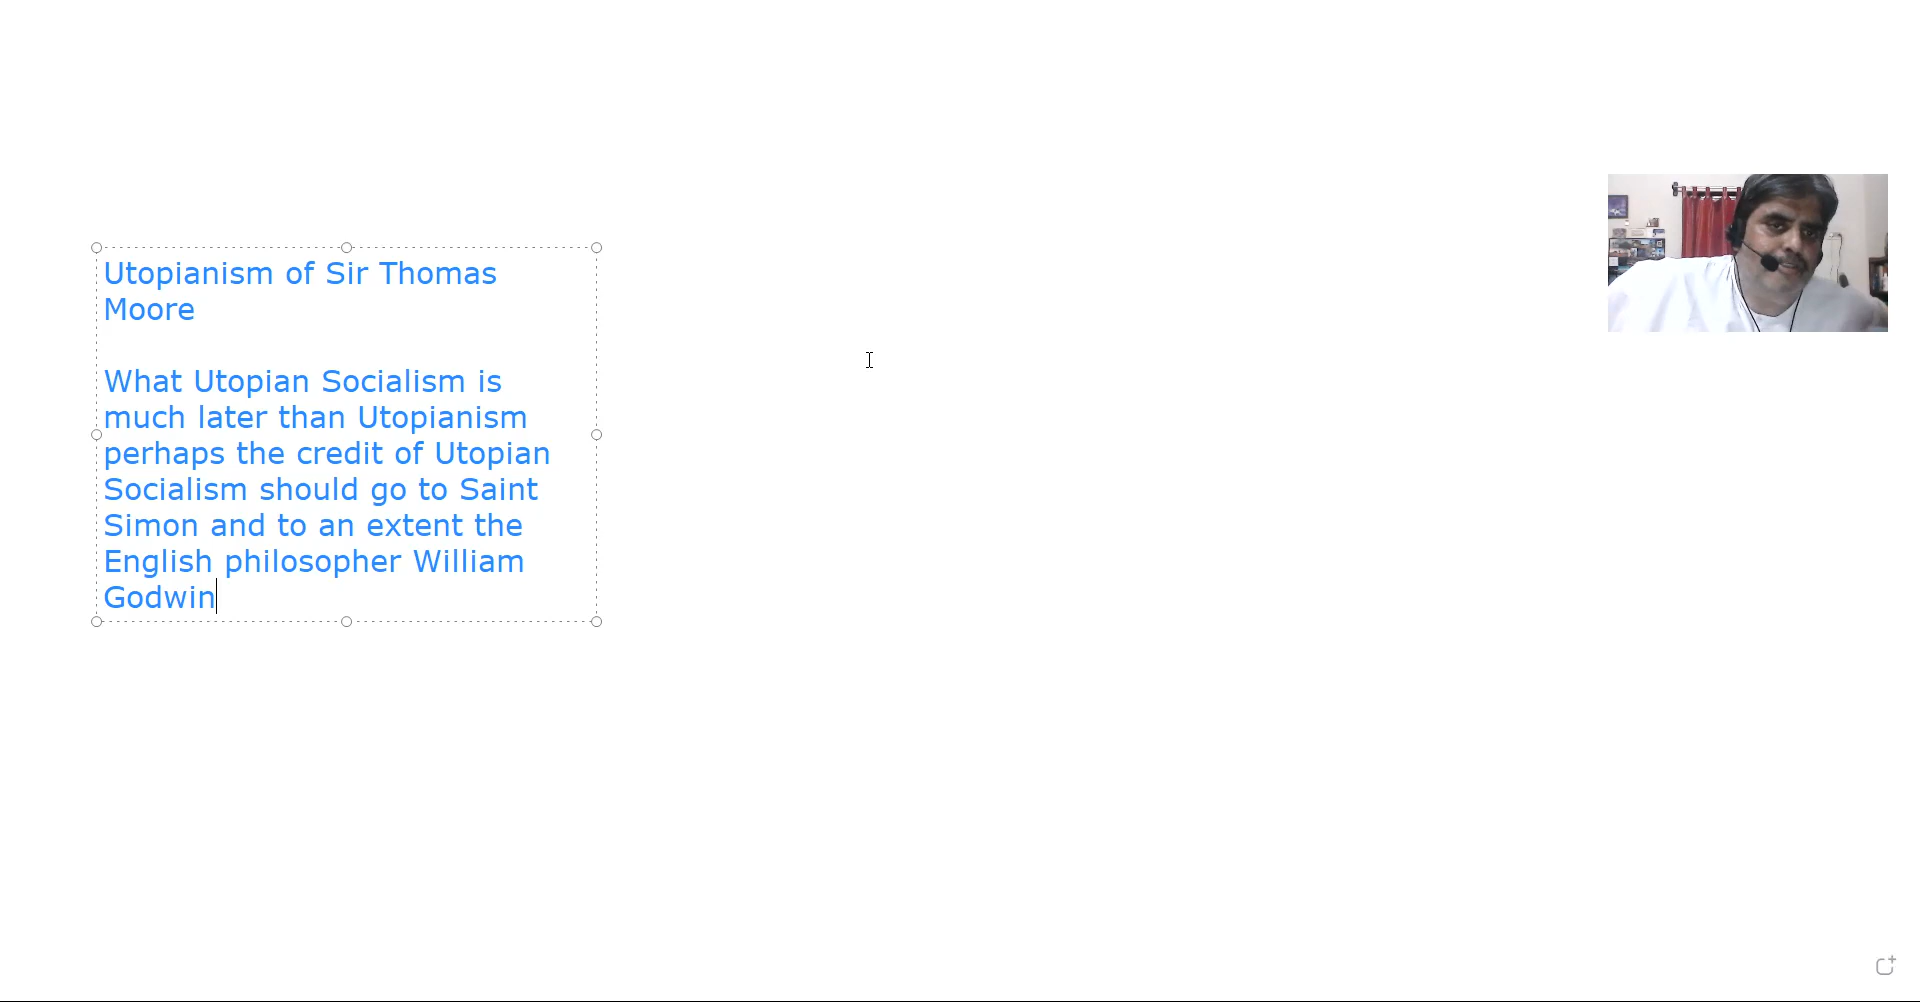 Utopianism of Sir Thomas
Moore
What Utopian Socialism is
much later than Utopianism
perhaps the credit of Utopian
Socialism should go to Saint
Simon and to an extent the
English philosopher William
Godwin